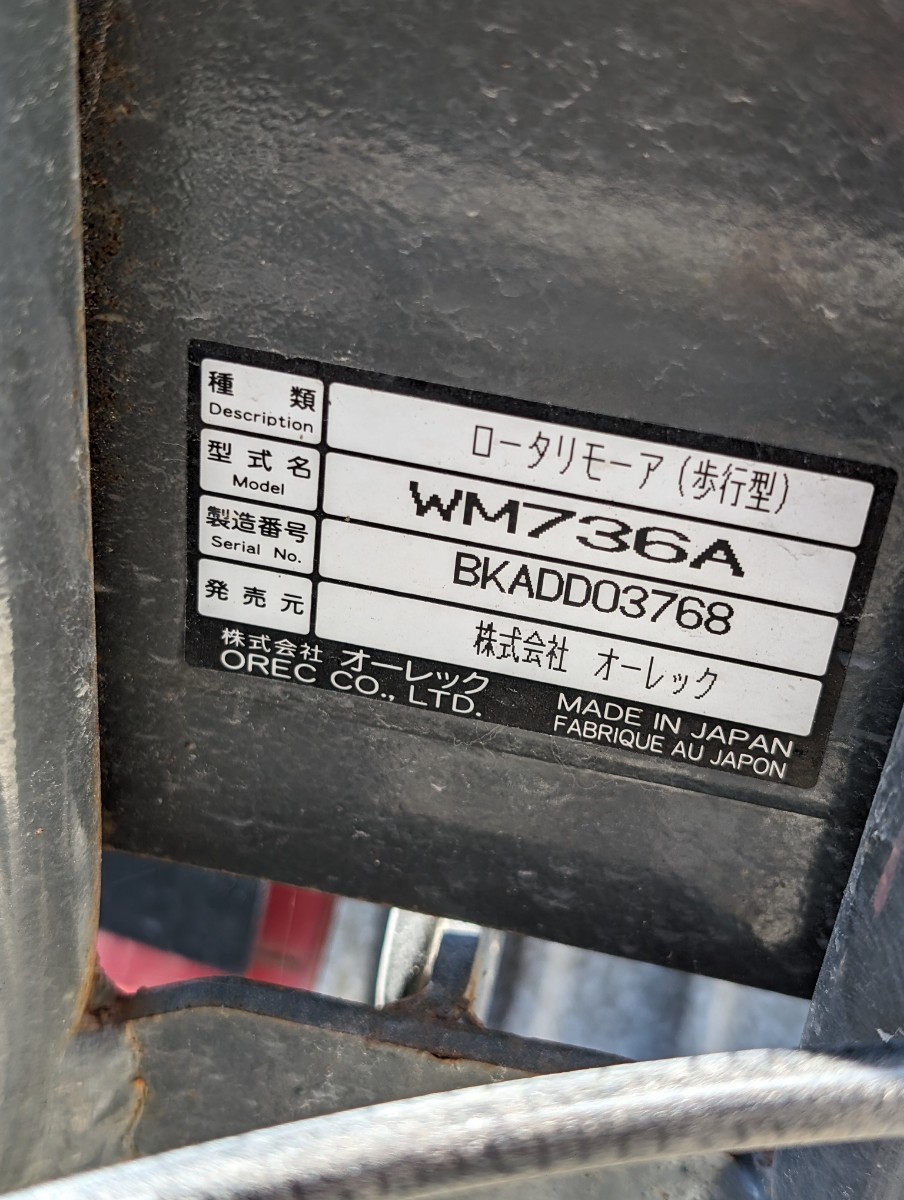 種類 ロータリモーア(歩行型)
Description
型式名 WM736A
Model
製造番号 BKADD03768
Serial No.
発売元 株式会社 オーレック
株式会社 オーレック
OREC CO., LTD.
MADE IN JAPAN
FABRIQUE AU JAPON